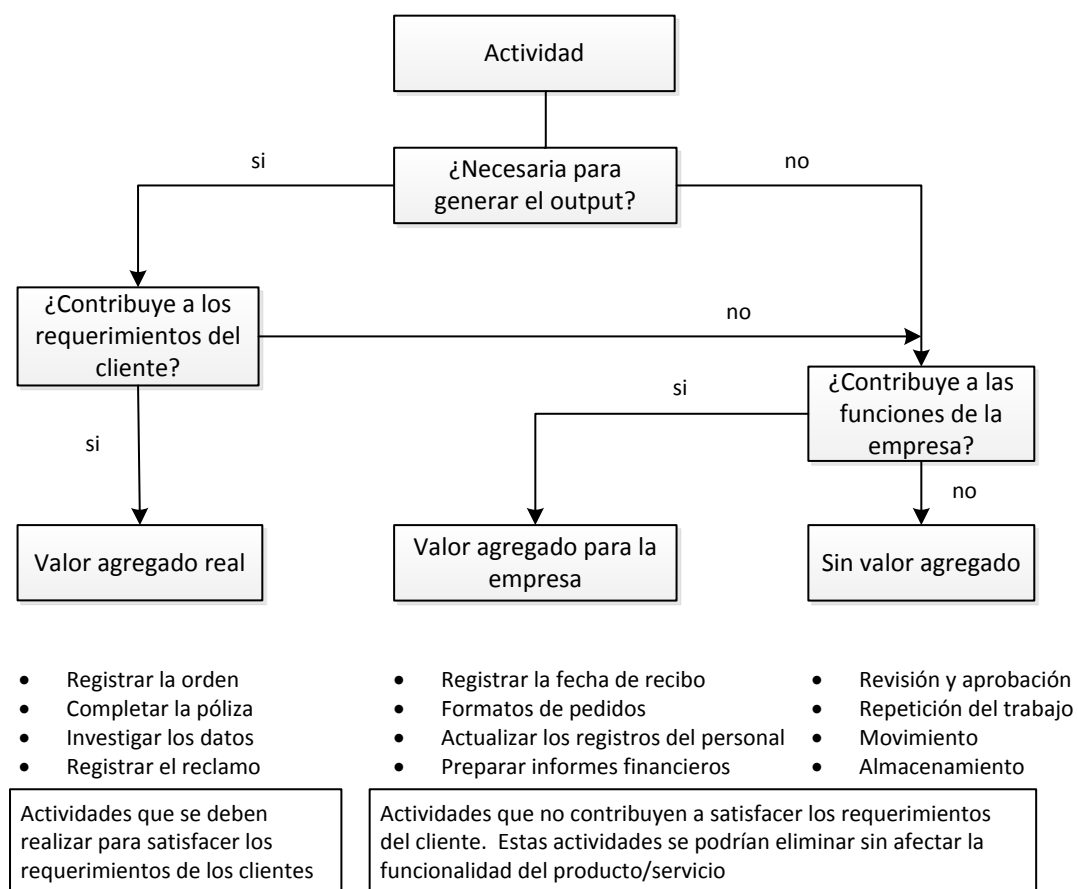 Actividad
si
¿Necesaria para
generar el output?
no
¿Contribuye a los
requerimientos del
cliente?
no
si
¿Contribuye a las
funciones de la
empresa?
si
no
Valor agregado real
Valor agregado para la
empresa
Sin valor agregado
• Registrar la orden
• Completar la póliza
• Investigar los datos
• Registrar el reclamo
• Registrar la fecha de recibo
• Formatos de pedidos
• Actualizar los registros del personal
• Preparar informes financieros
• Revisión y aprobación
• Repetición del trabajo
• Movimiento
• Almacenamiento
Actividades que se deben
realizar para satisfacer los
requerimientos de los clientes
Actividades que no contribuyen a satisfacer los requerimientos
del cliente.  Estas actividades se podrían eliminar sin afectar la
funcionalidad del producto/servicio